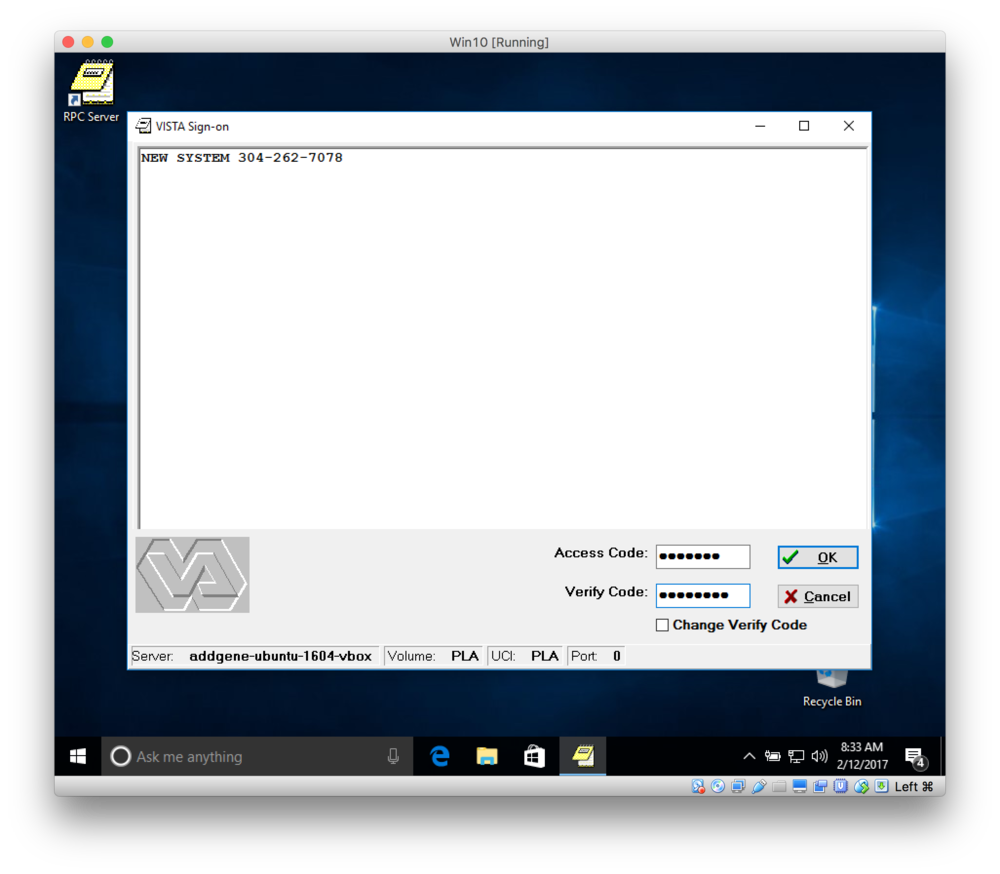 Win10 [Running]
RPC Server
VISTA Sign-on
NEW SYSTEM 304-262-7078
Access Code:
OK
Verify Code:
Cancel
Change Verify Code
Server: addgene-ubuntu-1604-vbox Volume: PLA UCI: PLA Port: 0
Recycle Bin
Ask me anything
8:33 AM
2/12/2017
4
Left ⌘